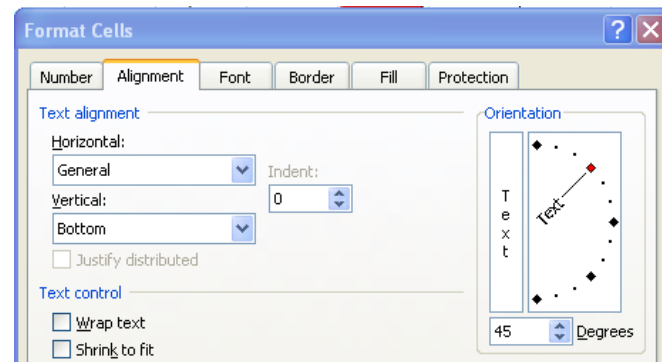 Format Cells
Number Alignment Font Border Fill Protection
Text alignment
Horizontal:
General
Indent:
0
Vertical:
Bottom
Justify distributed
Text control
Wrap text
Shrink to fit
Orientation
Text
Text
45 Degrees